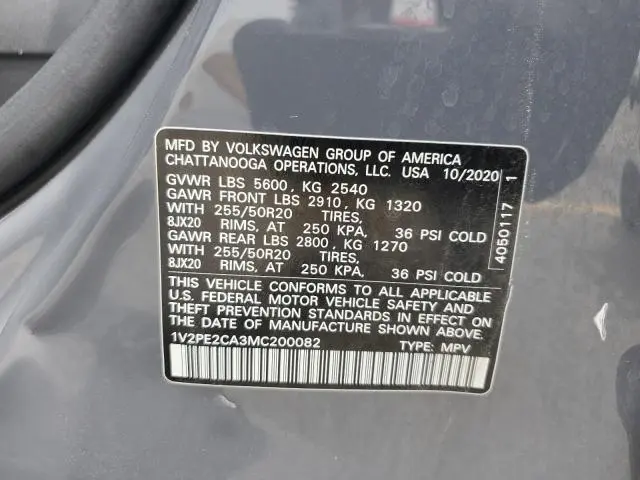 MFD BY VOLKSWAGEN GROUP OF AMERICA
CHATTANOOGA OPERATIONS, LLC. USA 10/2020
GVWR LBS 5600, KG 2540
GAWR FRONT LBS 2910, KG 1320
WITH 255/50R20 TIRES,
8JX20 RIMS, AT 250 KPA, 36 PSI COLD
GAWR REAR LBS 2800, KG 1270
WITH 255/50R20 TIRES,
8JX20 RIMS, AT 250 KPA, 36 PSI COLD
THIS VEHICLE CONFORMS TO ALL APPLICABLE
U.S. FEDERAL MOTOR VEHICLE SAFETY AND
THEFT PREVENTION STANDARDS IN EFFECT
ON THE DATE OF MANUFACTURE SHOWN ABOVE.
1V2PE2CA3MC200082 TYPE: MPV
4050117 1